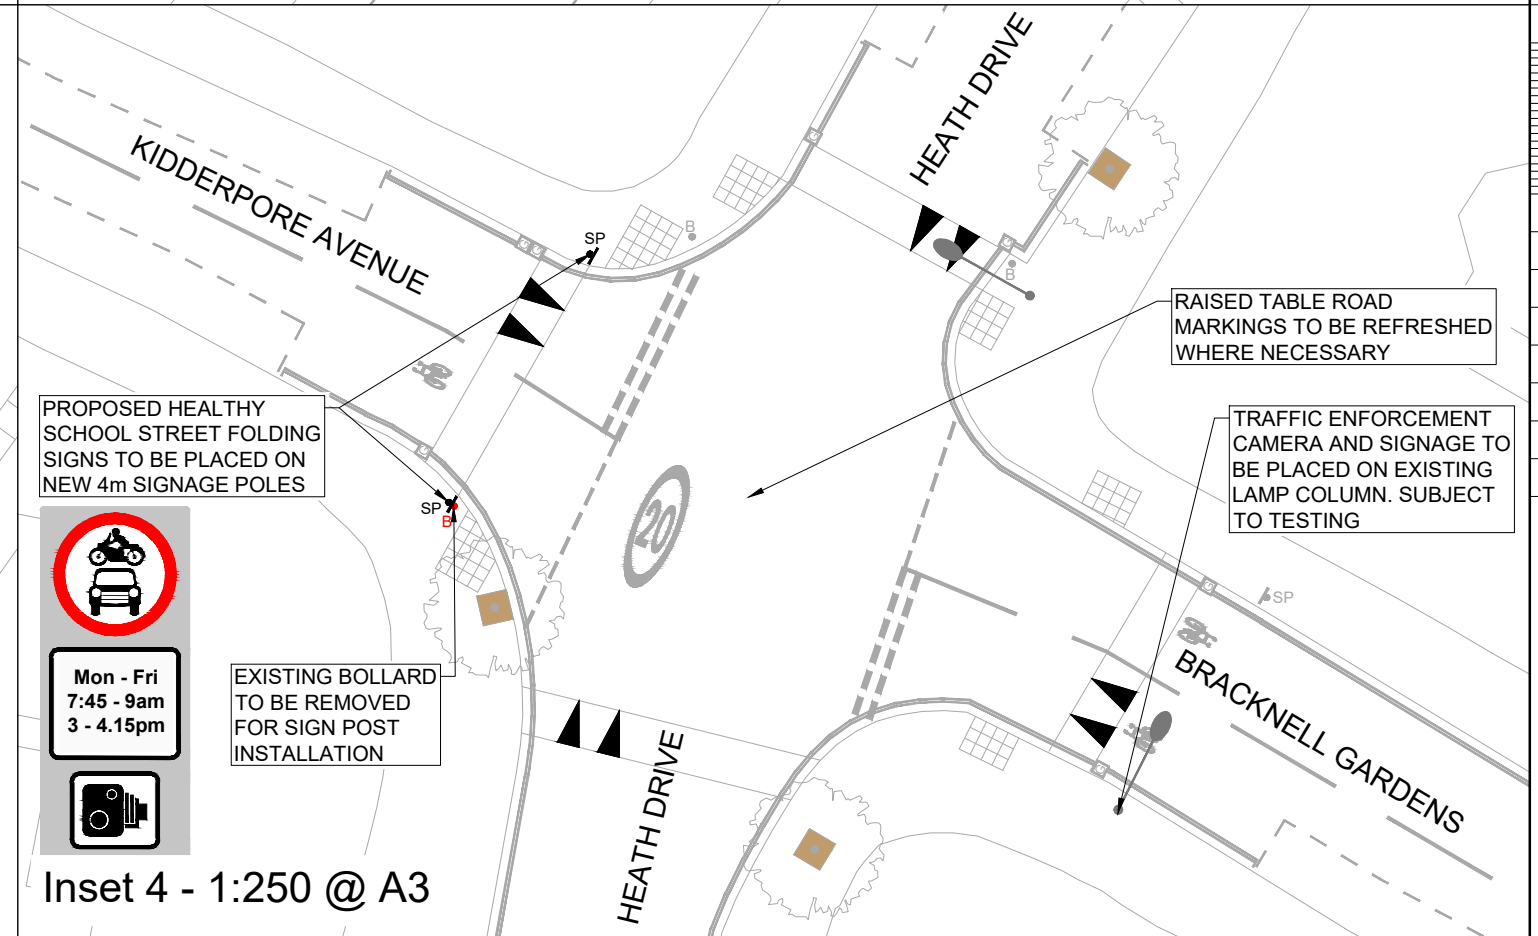 HEATH DRIVE
KIDDERPORE AVENUE
SP
B
B
RAISED TABLE ROAD
MARKINGS TO BE REFRESHED
WHERE NECESSARY
PROPOSED HEALTHY
SCHOOL STREET FOLDING
SIGNS TO BE PLACED ON
NEW 4m SIGNAGE POLES
TRAFFIC ENFORCEMENT
CAMERA AND SIGNAGE TO
BE PLACED ON EXISTING
LAMP COLUMN. SUBJECT
TO TESTING
SP
B
20
SP
Mon - Fri
7:45 - 9am
3 - 4.15pm
EXISTING BOLLARD
TO BE REMOVED
FOR SIGN POST
INSTALLATION
BRACKNELL GARDENS
HEATH DRIVE
Inset 4 - 1:250 @ A3